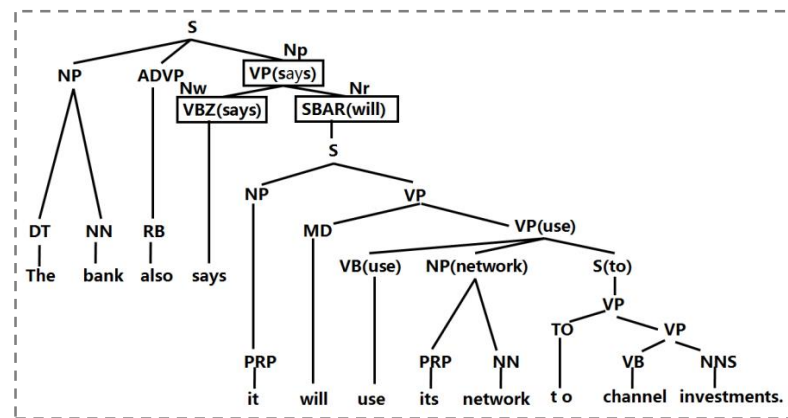 S
Np
NP ADVP VP(says)
Nw Nr
VBZ(says) SBAR(will)
S
NP VP
DT NN RB MD VP(use)
The bank also says VB(use) NP(network) S(to)
VP
TO VP
PRP PRP NN VB NNS
it will use its network t o channel investments.